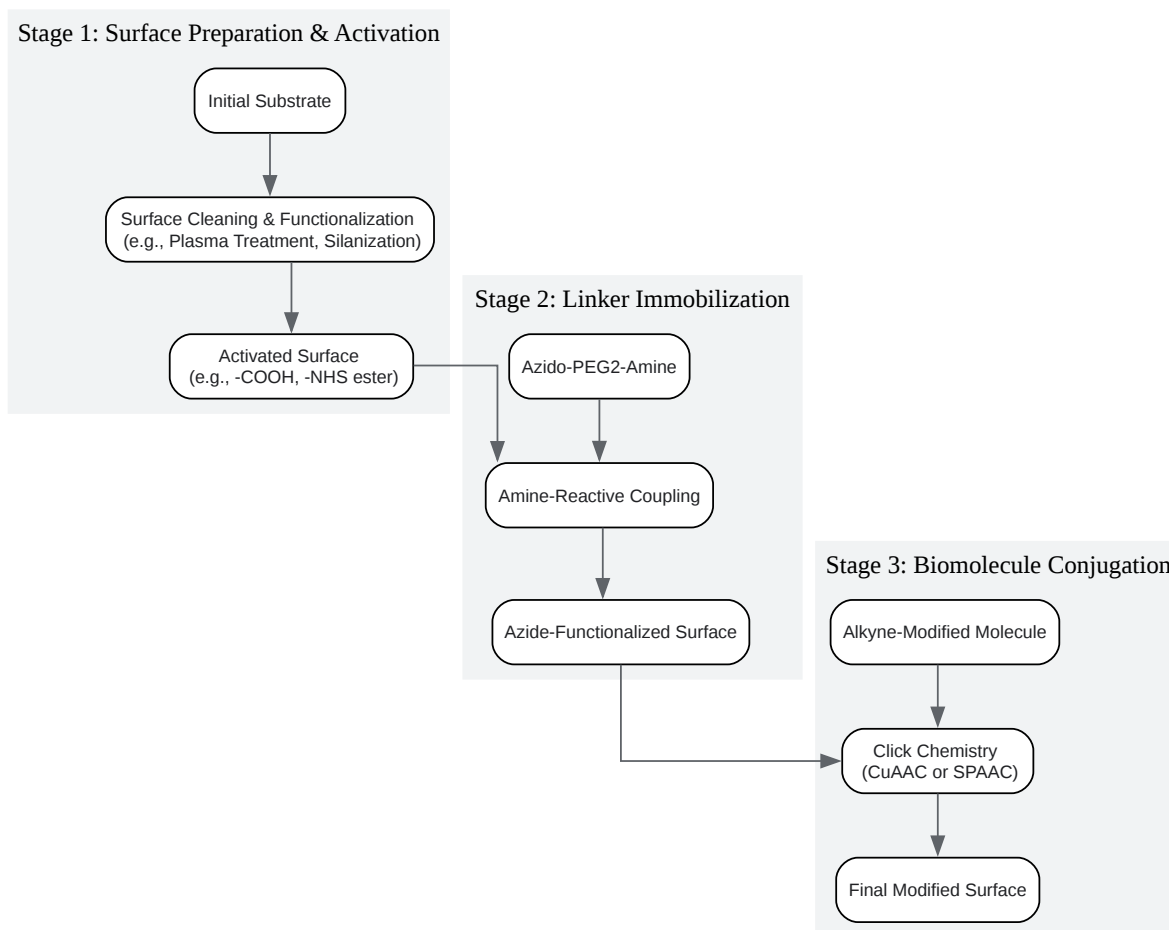 Stage 1: Surface Preparation & Activation
Initial Substrate
Surface Cleaning & Functionalization
(e.g., Plasma Treatment, Silanization)
Activated Surface
(e.g., -COOH, -NHS ester)
Stage 2: Linker Immobilization
Azido-PEG2-Amine
Amine-Reactive Coupling
Azide-Functionalized Surface
Stage 3: Biomolecule Conjugation
Alkyne-Modified Molecule
Click Chemistry
(CuAAC or SPAAC)
Final Modified Surface